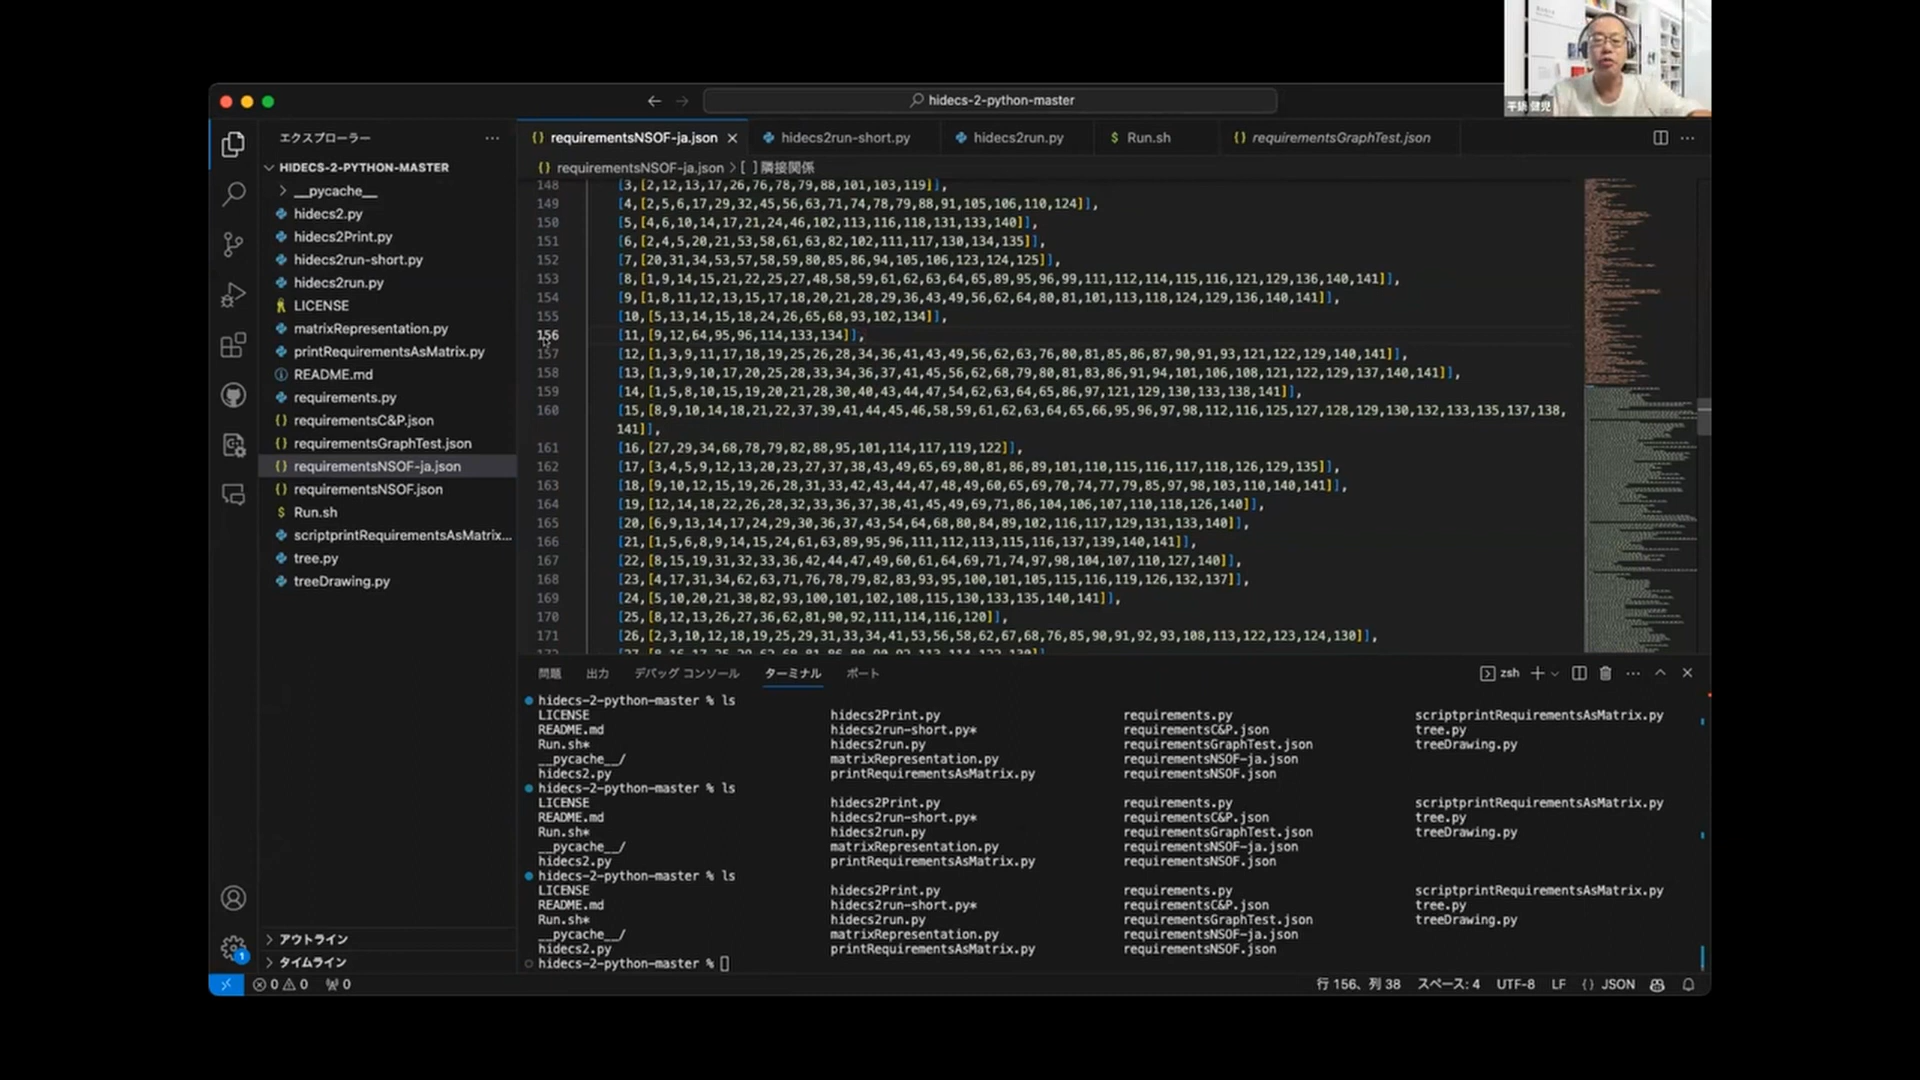 hidecs-2-python-master
平鍋 健児
エクスプローラー
requirementsNSOF-ja.json
hidecs2run-short.py
hidecs2run.py
$ Run.sh
{} requirementsGraphTest.json
HIDECS-2-PYTHON-MASTER
{} requirementsNSOF-ja.json > [ ] 隣接関係
__pycache__
hidecs2.py
hidecs2Print.py
hidecs2run-short.py
hidecs2run.py
LICENSE
matrixRepresentation.py
printRequirementsAsMatrix.py
README.md
requirements.py
{} requirementsC&P.json
{} requirementsGraphTest.json
{} requirementsNSOF-ja.json
{} requirementsNSOF.json
$ Run.sh
scriptprintRequirementsAsMatrix...
tree.py
treeDrawing.py
アウトライン
タイムライン
148 [3,[2,12,13,17,26,76,78,79,88,101,103,119]],
149 [4,[2,5,6,17,29,32,45,56,63,71,74,78,79,88,91,105,106,110,124]],
150 [5,[4,6,10,14,17,21,24,46,102,113,116,118,131,133,140]],
151 [6,[2,4,5,20,21,53,58,61,63,82,102,111,117,130,134,135]],
152 [7,[20,31,34,53,57,58,59,80,85,86,94,105,106,123,124,125]],
153 [8,[1,9,14,15,21,22,25,27,48,58,59,61,62,63,64,65,89,95,96,99,111,112,114,115,116,121,129,136,140,141]],
154 [9,[1,8,11,12,13,15,17,18,20,21,28,29,36,43,49,56,62,64,80,81,101,113,118,124,129,136,140,141]],
155 [10,[5,13,14,15,18,24,26,65,68,93,102,134]],
156 [11,[9,12,64,95,96,114,133,134]],
157 [12,[1,3,9,11,17,18,19,25,26,28,34,36,41,43,49,56,62,63,76,80,81,85,86,87,90,91,93,121,122,129,140,141]],
158 [13,[1,3,9,10,17,20,25,28,33,34,36,37,41,45,56,62,68,79,80,81,83,86,91,94,101,106,108,121,122,129,137,140,141]],
159 [14,[1,5,8,10,15,19,20,21,28,30,40,43,44,47,54,62,63,64,65,86,97,121,129,130,133,138,141]],
160 [15,[8,9,10,14,18,21,22,37,39,41,44,45,46,58,59,61,62,63,64,65,66,95,96,97,98,112,116,125,127,128,129,130,132,133,135,137,138,
141]],
161 [16,[27,29,34,68,78,79,82,88,95,101,114,117,119,122]],
162 [17,[3,4,5,9,12,13,20,23,27,37,38,43,49,65,69,80,81,86,89,101,110,115,116,117,118,126,129,135]],
163 [18,[9,10,12,15,19,26,28,31,33,42,43,44,47,48,49,60,65,69,70,74,77,79,85,97,98,103,110,140,141]],
164 [19,[12,14,18,22,26,28,32,33,36,37,38,41,45,49,69,71,86,104,106,107,110,118,126,140]],
165 [20,[6,9,13,14,17,24,29,30,36,37,43,54,64,68,80,84,89,102,116,117,129,131,133,140]],
166 [21,[1,5,6,8,9,14,15,24,61,63,89,95,96,111,112,113,115,116,137,139,140,141]],
167 [22,[8,15,19,31,32,33,36,42,44,47,49,60,61,64,69,71,74,97,98,104,107,110,127,140]],
168 [23,[4,17,31,34,62,63,71,76,78,79,82,83,93,95,100,101,105,115,116,119,126,132,137]],
169 [24,[5,10,20,21,38,82,93,100,101,102,108,115,130,133,135,140,141]],
170 [25,[8,12,13,26,27,36,62,81,90,92,111,114,116,120]],
171 [26,[2,3,10,12,18,19,25,29,31,33,34,41,53,56,58,62,67,68,76,85,90,91,92,93,108,113,122,123,124,130]],
問題 出力 デバッグ コンソール ターミナル ポート
zsh
hidecs-2-python-master % ls
LICENSE hidecs2Print.py requirements.py scriptprintRequirementsAsMatrix.py
README.md hidecs2run-short.py* requirementsC&P.json tree.py
Run.sh* hidecs2run.py requirementsGraphTest.json treeDrawing.py
__pycache__/ matrixRepresentation.py requirementsNSOF-ja.json
hidecs2.py printRequirementsAsMatrix.py requirementsNSOF.json
hidecs-2-python-master % ls
LICENSE hidecs2Print.py requirements.py scriptprintRequirementsAsMatrix.py
README.md hidecs2run-short.py* requirementsC&P.json tree.py
Run.sh* hidecs2run.py requirementsGraphTest.json treeDrawing.py
__pycache__/ matrixRepresentation.py requirementsNSOF-ja.json
hidecs2.py printRequirementsAsMatrix.py requirementsNSOF.json
hidecs-2-python-master % ls
LICENSE hidecs2Print.py requirements.py scriptprintRequirementsAsMatrix.py
README.md hidecs2run-short.py* requirementsC&P.json tree.py
Run.sh* hidecs2run.py requirementsGraphTest.json treeDrawing.py
__pycache__/ matrixRepresentation.py requirementsNSOF-ja.json
hidecs2.py printRequirementsAsMatrix.py requirementsNSOF.json
hidecs-2-python-master %
1
0 0 0
行 156、列 38 スペース: 4 UTF-8 LF {} JSON